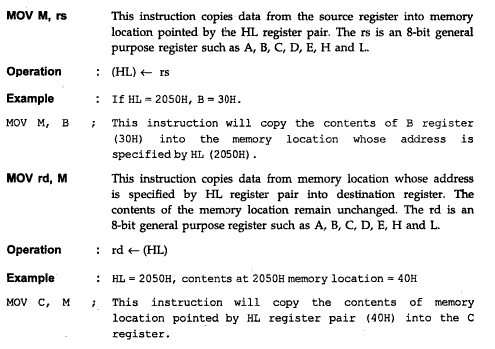 MOV M, rs This instruction copies data from the source register into memory
location pointed by the HL register pair. The rs is an 8-bit general
purpose register such as A, B, C, D, E, H and L.
Operation : (HL) ← rs
Example : If HL = 2050H, B = 30H.
MOV M, B ; This instruction will copy the contents of B register
(30H) into the memory location whose address is
specified by HL (2050H).
MOV rd, M This instruction copies data from memory location whose address
is specified by HL register pair into destination register. The
contents of the memory location remain unchanged. The rd is an
8-bit general purpose register such as A, B, C, D, E, H and L.
Operation : rd ← (HL)
Example : HL = 2050H, contents at 2050H memory location = 40H
MOV C, M ; This instruction will copy the contents of memory
location pointed by HL register pair (40H) into the C
register.